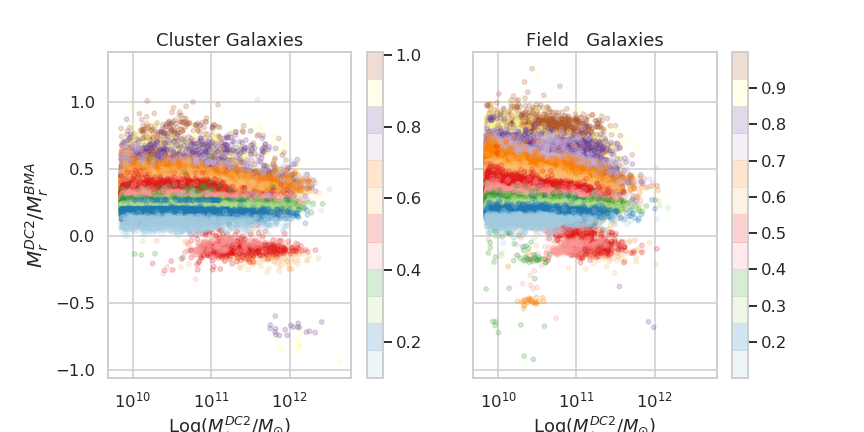 Cluster Galaxies
Field Galaxies
M_r^{DC2}/M_r^{BMA}
1.0
0.5
0.0
−0.5
−1.0
10^{10} 10^{11} 10^{12}
Log(M^{DC2}/M_⊙)
1.0
0.8
0.6
0.4
0.2
10^{10} 10^{11} 10^{12}
Log(M^{DC2}/M_⊙)
0.9
0.8
0.7
0.6
0.5
0.4
0.3
0.2